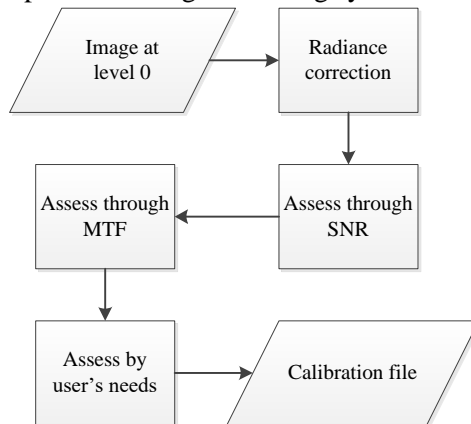 Image at
level 0
Radiance
correction
Assess through
MTF
Assess through
SNR
Assess by
user's needs
Calibration file